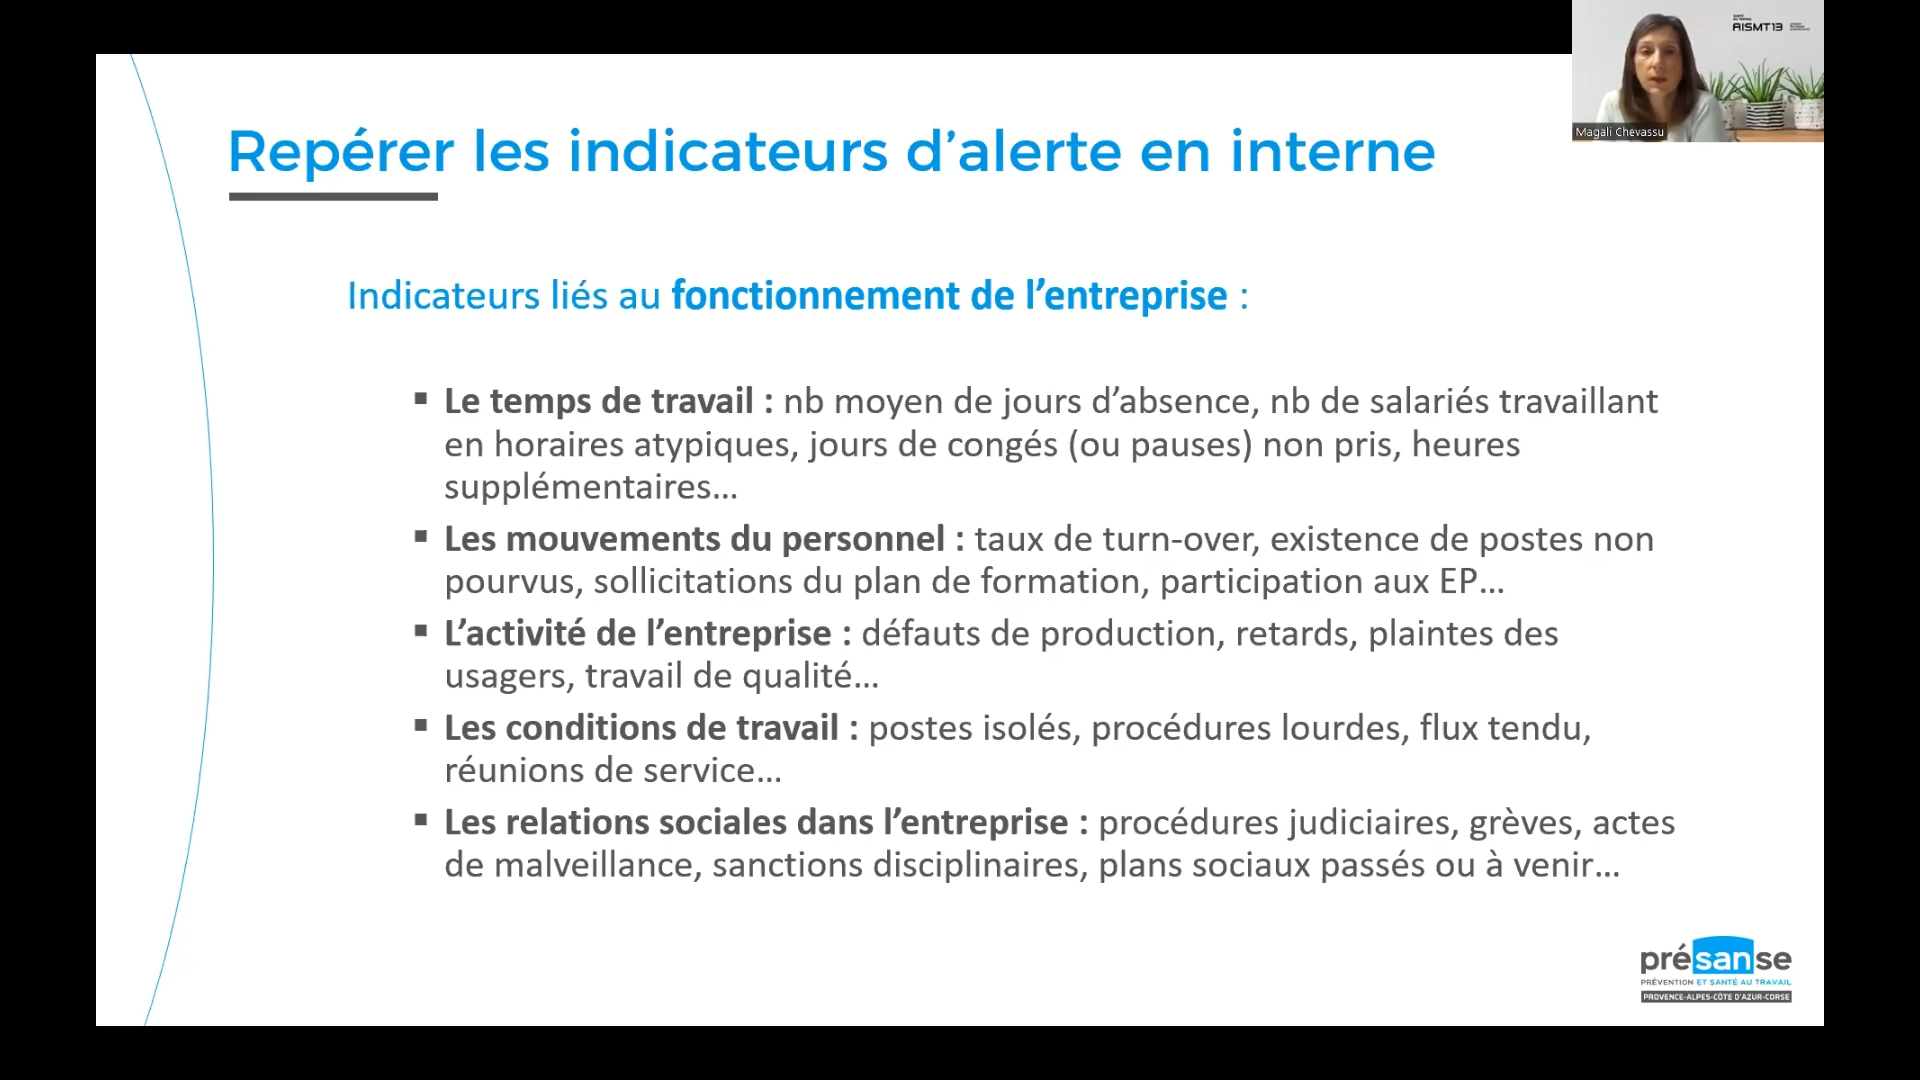 AISMT13
Magali Chevassu
Repérer les indicateurs d’alerte en interne
Indicateurs liés au fonctionnement de l’entreprise :
▪ Le temps de travail : nb moyen de jours d’absence, nb de salariés travaillant
en horaires atypiques, jours de congés (ou pauses) non pris, heures
supplémentaires…
▪ Les mouvements du personnel : taux de turn-over, existence de postes non
pourvus, sollicitations du plan de formation, participation aux EP…
▪ L’activité de l’entreprise : défauts de production, retards, plaintes des
usagers, travail de qualité…
▪ Les conditions de travail : postes isolés, procédures lourdes, flux tendu,
réunions de service…
▪ Les relations sociales dans l’entreprise : procédures judiciaires, grèves, actes
de malveillance, sanctions disciplinaires, plans sociaux passés ou à venir…
présanse
PRÉVENTION ET SANTÉ AU TRAVAIL
PROVENCE-ALPES-CÔTE D’AZUR-CORSE